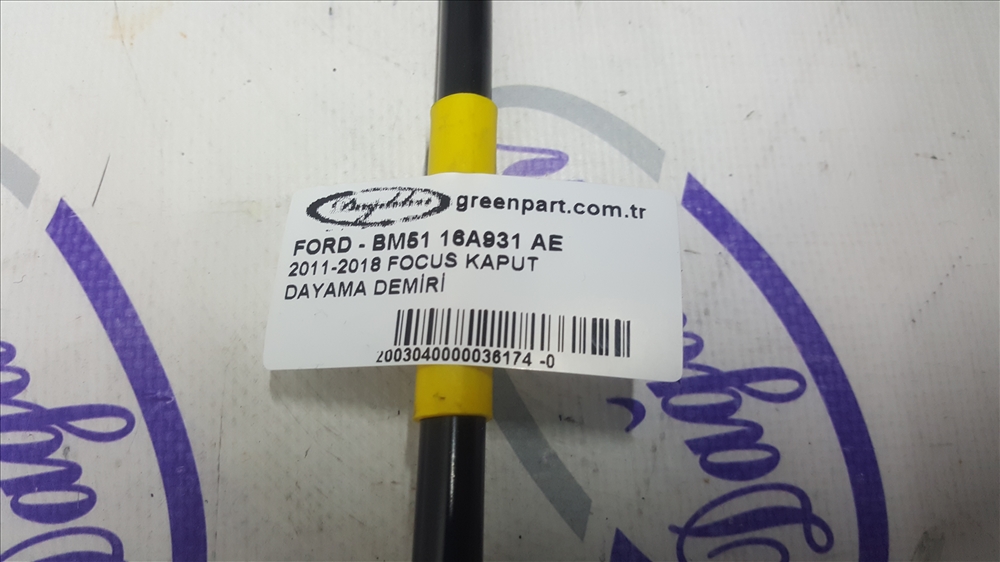 greenpart.com.tr
FORD - BM51 16A931 AE
2011-2018 FOCUS KAPUT
DAYAMA DEMİRİ
2003040000036174 -0